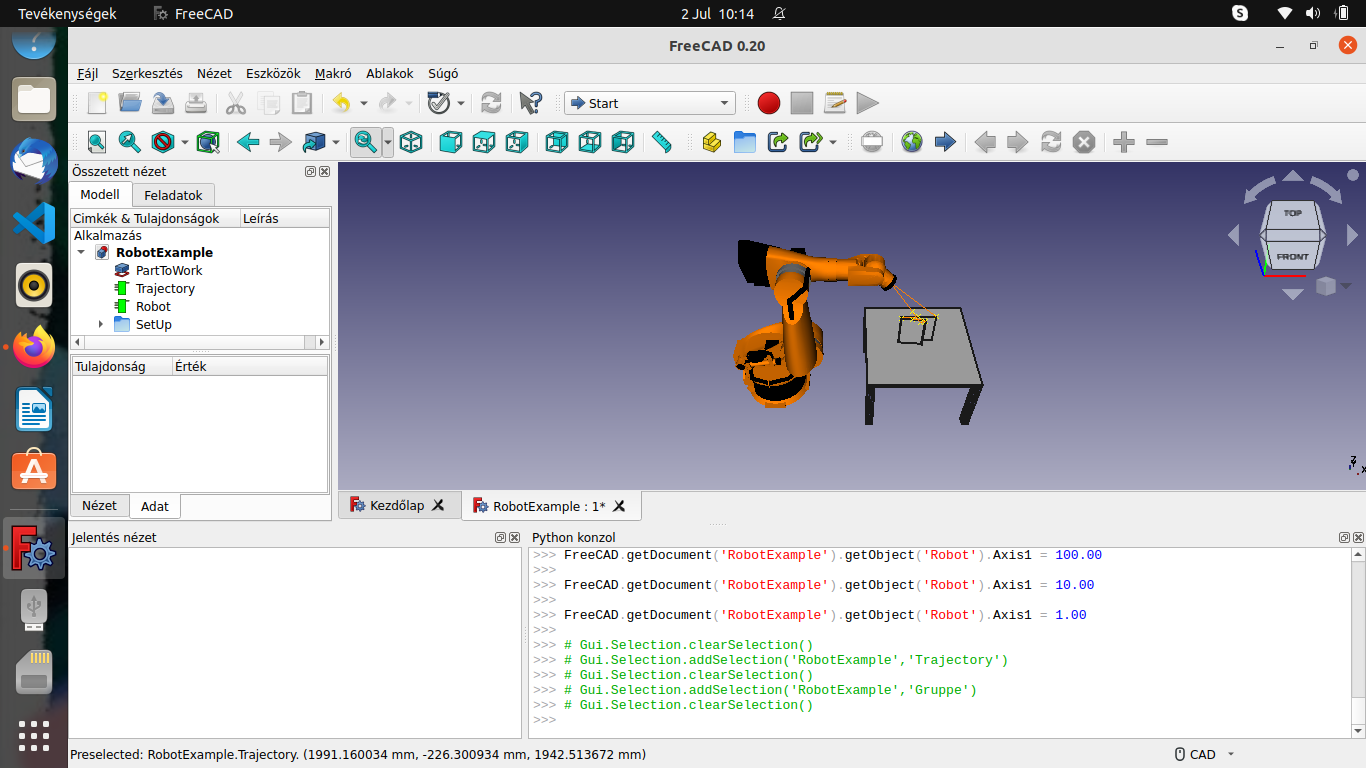 Tevékenységek FreeCAD 2 Jul 10:14
FreeCAD 0.20
Fájl Szerkesztés Nézet Eszközök Makró Ablakok Súgó
Start
Összetett nézet
Modell Feladatok
Cimkék & Tulajdonságok Leírás
Alkalmazás
RobotExample
PartToWork
Trajectory
Robot
SetUp
Tulajdonság Érték
Nézet Adat
TOP
FRONT
Z
X
Kezdőlap RobotExample : 1*
Jelentés nézet
Python konzol
>>> FreeCAD.getDocument('RobotExample').getObject('Robot').Axis1 = 100.00
>>>
>>> FreeCAD.getDocument('RobotExample').getObject('Robot').Axis1 = 10.00
>>>
>>> FreeCAD.getDocument('RobotExample').getObject('Robot').Axis1 = 1.00
>>>
>>> # Gui.Selection.clearSelection()
>>> # Gui.Selection.addSelection('RobotExample','Trajectory')
>>> # Gui.Selection.clearSelection()
>>> # Gui.Selection.addSelection('RobotExample','Gruppe')
>>> # Gui.Selection.clearSelection()
>>>
Preselected: RobotExample.Trajectory. (1991.160034 mm, -226.300934 mm, 1942.513672 mm)
CAD